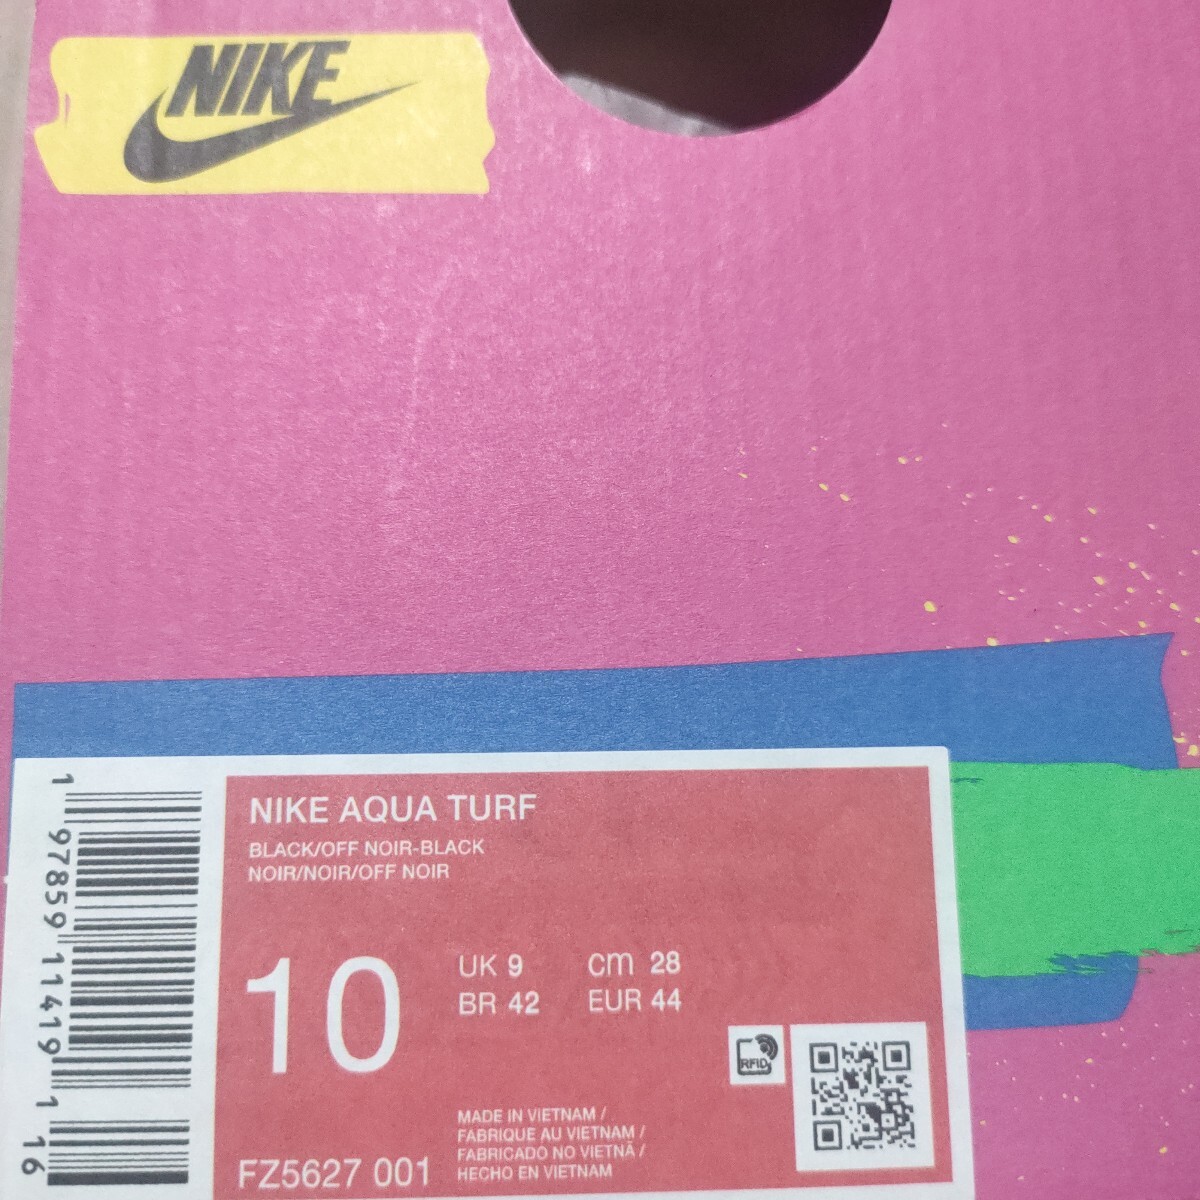 NIKE
NIKE AQUA TURF
BLACK/OFF NOIR-BLACK
NOIR/NOIR/OFF NOIR
10
UK 9 cm 28
BR 42 EUR 44
RFID
MADE IN VIETNAM /
FABRIQUE AU VIETNAM /
FABRICADO NO VIETNÃ /
HECHO EN VIETNAM
FZ5627 001
1 97859 11419 1 16